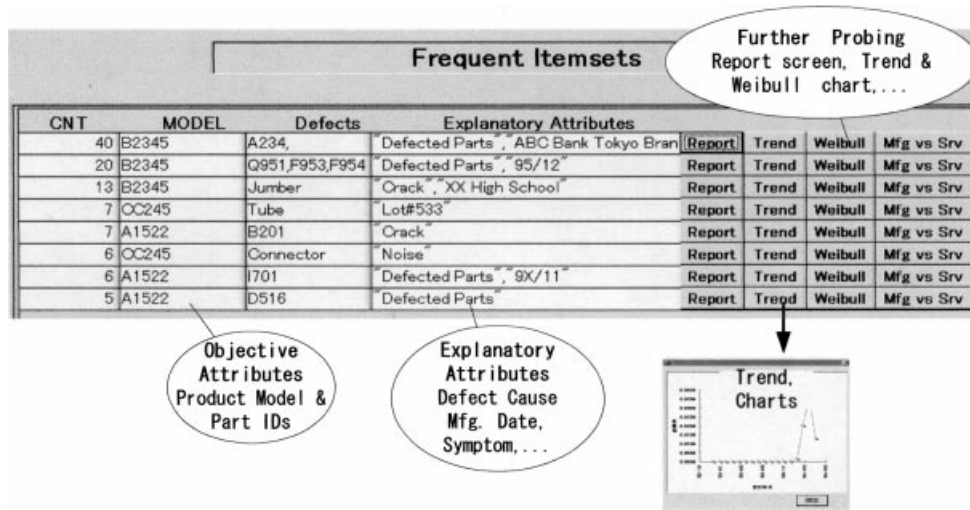 Further Probing
Report screen, Trend &
Weibull chart,...
Frequent Itemsets
CNT MODEL Defects Explanatory Attributes
40 B2345 A234, "Defected Parts","ABC Bank Tokyo Bran Report Trend Weibull Mfg vs Srv
20 B2345 Q951,F953,F954 "Defected Parts","95/12" Report Trend Weibull Mfg vs Srv
13 B2345 Jumber "Crack","XX High School" Report Trend Weibull Mfg vs Srv
7 CC245 Tube "Lot#533" Report Trend Weibull Mfg vs Srv
7 A1522 B201 "Crack" Report Trend Weibull Mfg vs Srv
6 CC245 Connector "Noise" Report Trend Weibull Mfg vs Srv
6 A1522 I701 "Defected Parts","9X/11" Report Trend Weibull Mfg vs Srv
5 A1522 D516 "Defected Parts" Report Trend Weibull Mfg vs Srv
Objective
Attributes
Product Model &
Part IDs
Explanatory
Attributes
Defect Cause
Mfg. Date,
Symptom,...
Trend,
Charts